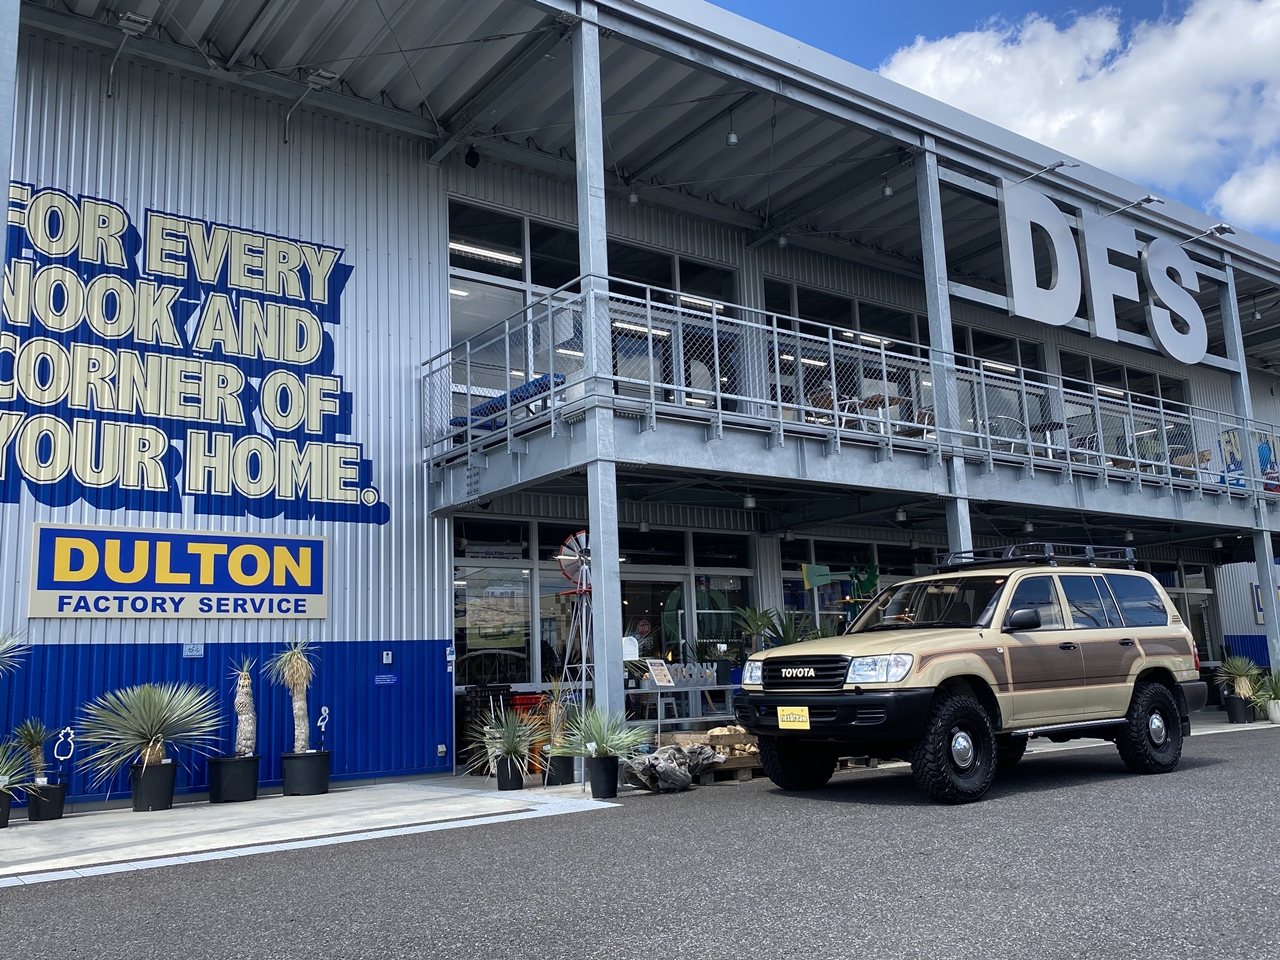 FOR EVERY
NOOK AND
CORNER OF
YOUR HOME.
DULTON
FACTORY SERVICE
DFS
TOYOTA